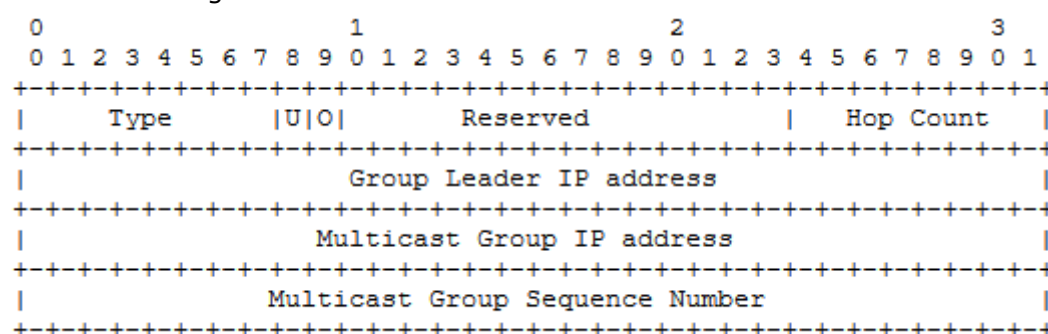 0                   1                   2                   3
0 1 2 3 4 5 6 7 8 9 0 1 2 3 4 5 6 7 8 9 0 1 2 3 4 5 6 7 8 9 0 1
+-+-+-+-+-+-+-+-+-+-+-+-+-+-+-+-+-+-+-+-+-+-+-+-+-+-+-+-+-+-+-+-+
|     Type      |U|O|       Reserved            |   Hop Count   |
+-+-+-+-+-+-+-+-+-+-+-+-+-+-+-+-+-+-+-+-+-+-+-+-+-+-+-+-+-+-+-+-+
|                    Group Leader IP address                    |
+-+-+-+-+-+-+-+-+-+-+-+-+-+-+-+-+-+-+-+-+-+-+-+-+-+-+-+-+-+-+-+-+
|                  Multicast Group IP address                   |
+-+-+-+-+-+-+-+-+-+-+-+-+-+-+-+-+-+-+-+-+-+-+-+-+-+-+-+-+-+-+-+-+
|               Multicast Group Sequence Number                 |
+-+-+-+-+-+-+-+-+-+-+-+-+-+-+-+-+-+-+-+-+-+-+-+-+-+-+-+-+-+-+-+-+